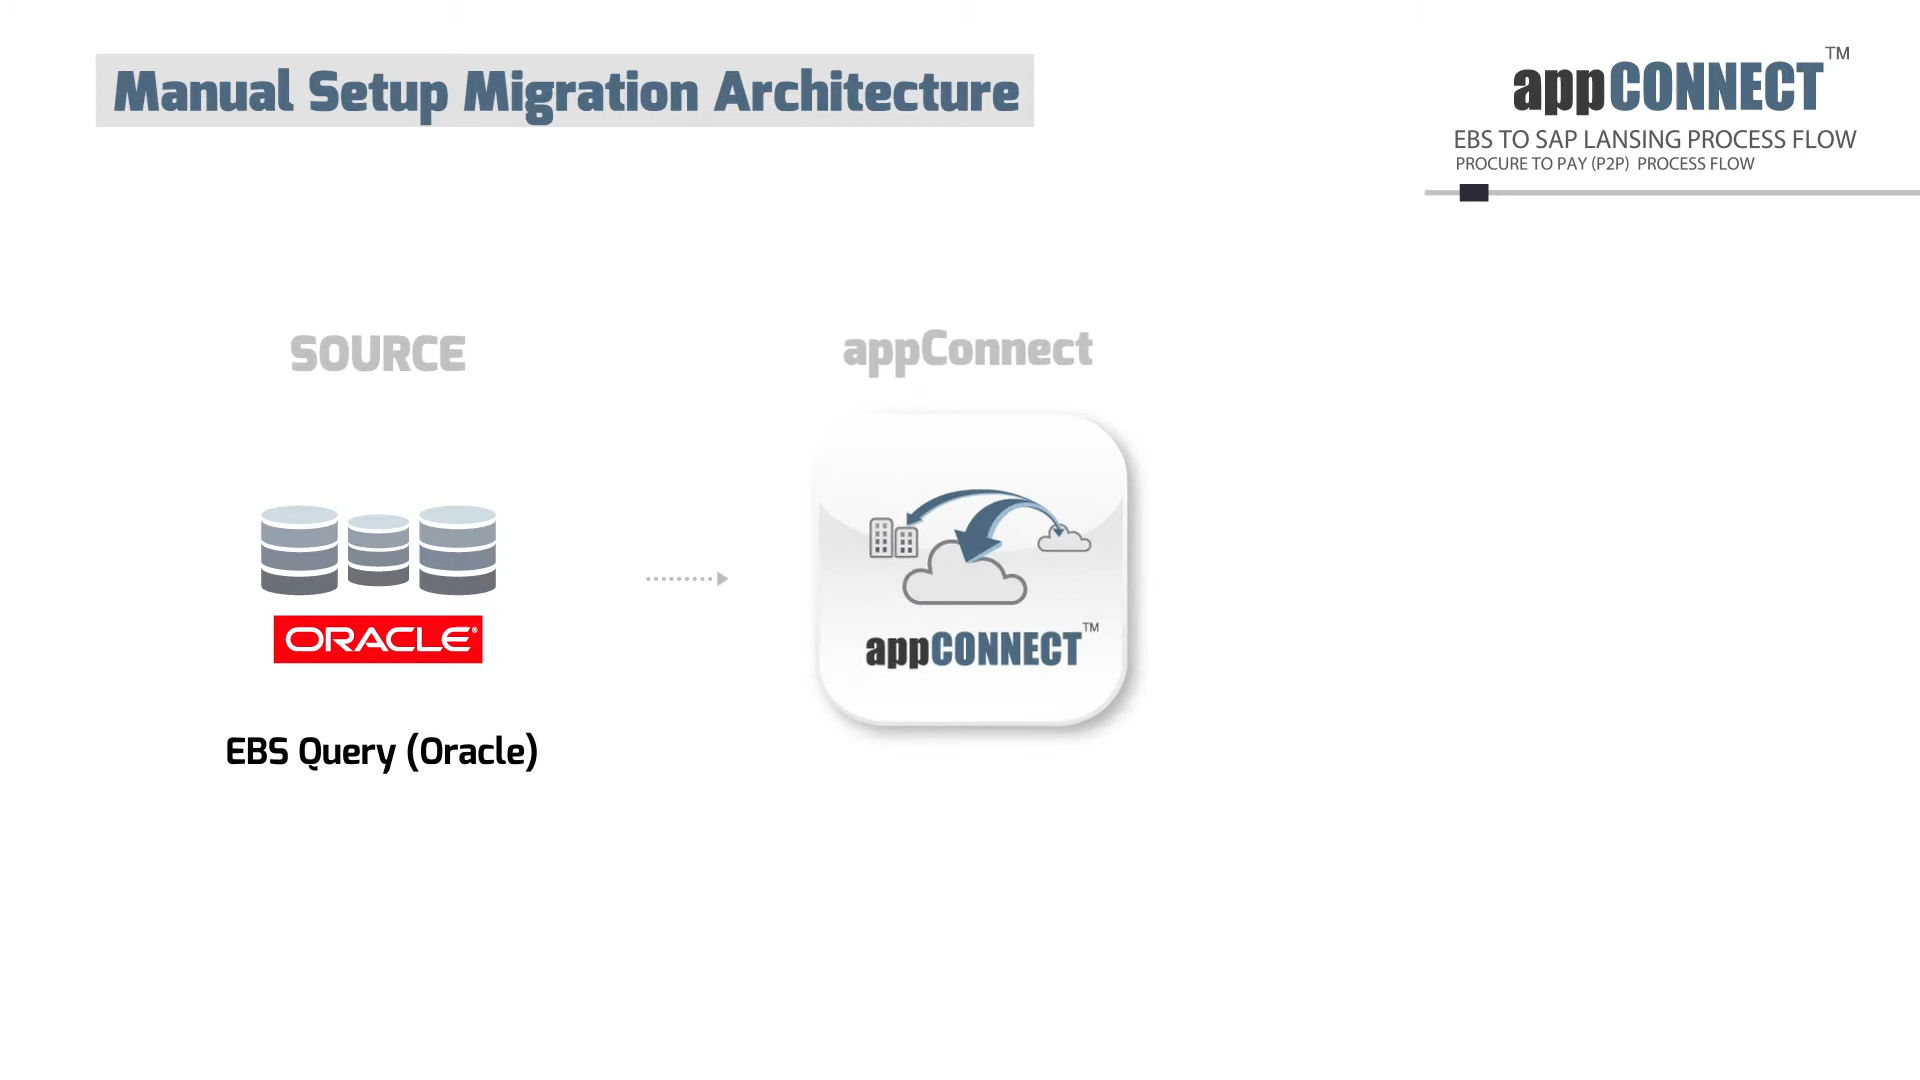 Manual Setup Migration Architecture
appCONNECT™
EBS TO SAP LANSING PROCESS FLOW
PROCURE TO PAY (P2P) PROCESS FLOW
SOURCE
appConnect
ORACLE®
appCONNECT™
EBS Query (Oracle)